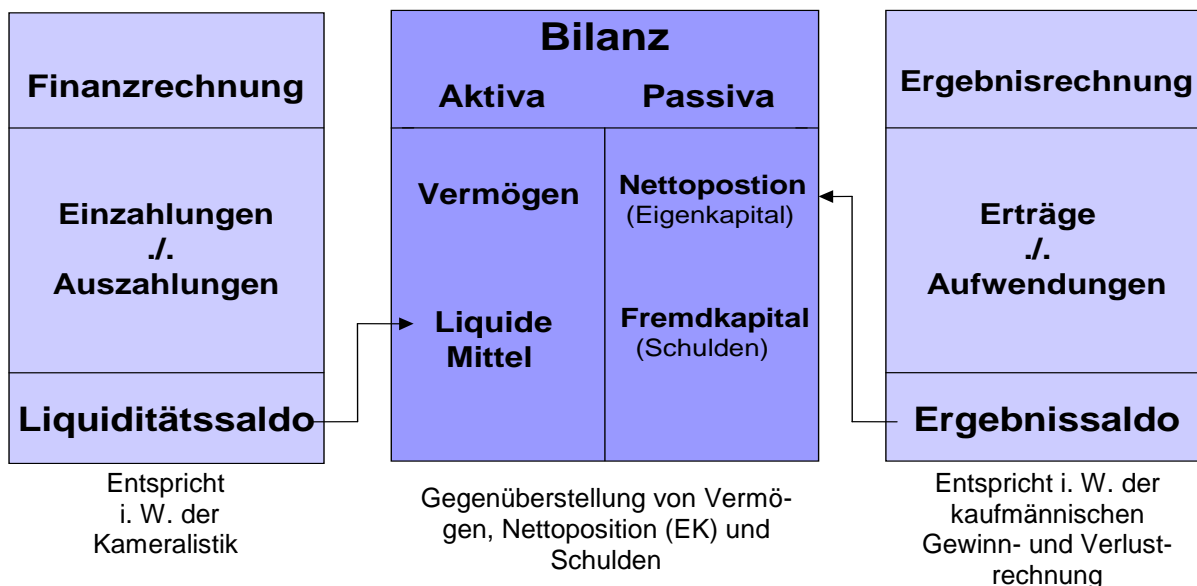 Finanzrechnung
Einzahlungen
./.
Auszahlungen
Liquiditätssaldo
Entspricht
i. W. der
Kameralistik
Bilanz
Aktiva Passiva
Vermögen
Liquide
Mittel
Nettopostion
(Eigenkapital)
Fremdkapital
(Schulden)
Gegenüberstellung von Vermö-
gen, Nettoposition (EK) und
Schulden
Ergebnisrechnung
Erträge
./.
Aufwendungen
Ergebnissaldo
Entspricht i. W. der
kaufmännischen
Gewinn- und Verlust-
rechnung